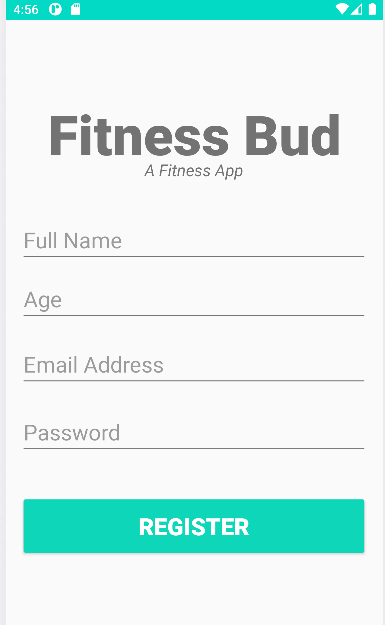 4:56
Fitness Bud
A Fitness App
Full Name
Age
Email Address
Password
REGISTER